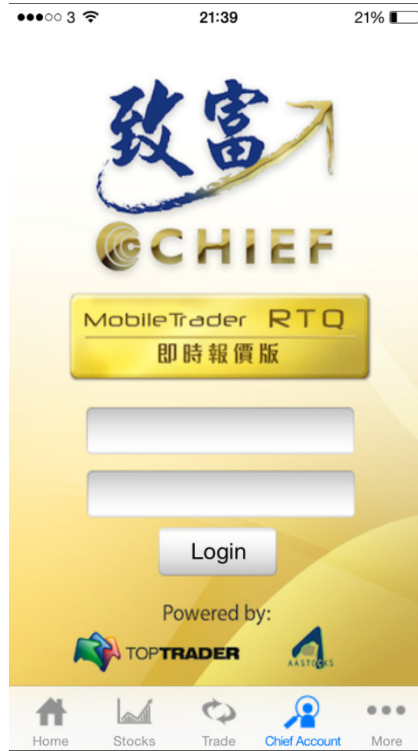 3 21:39 21%
致富
CHIEF
MobileTrader RTQ
即時報價版
Login
Powered by:
TOPTRADER
AASTOCKS
Home Stocks Trade Chief Account More